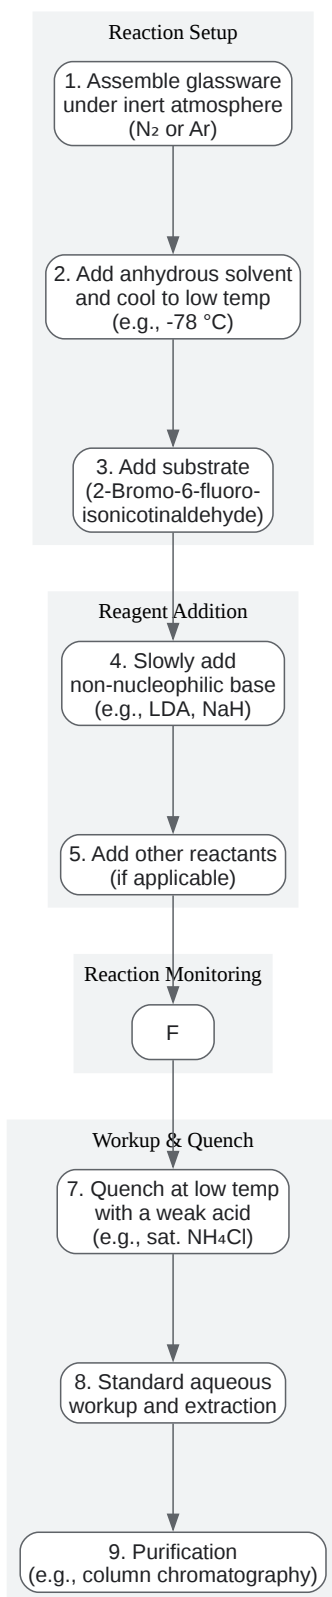 Reaction Setup
1. Assemble glassware
under inert atmosphere
(N₂ or Ar)
2. Add anhydrous solvent
and cool to low temp
(e.g., -78 °C)
3. Add substrate
(2-Bromo-6-fluoro-
isonicotinaldehyde)
Reagent Addition
4. Slowly add
non-nucleophilic base
(e.g., LDA, NaH)
5. Add other reactants
(if applicable)
Reaction Monitoring
F
Workup & Quench
7. Quench at low temp
with a weak acid
(e.g., sat. NH₄Cl)
8. Standard aqueous
workup and extraction
9. Purification
(e.g., column chromatography)